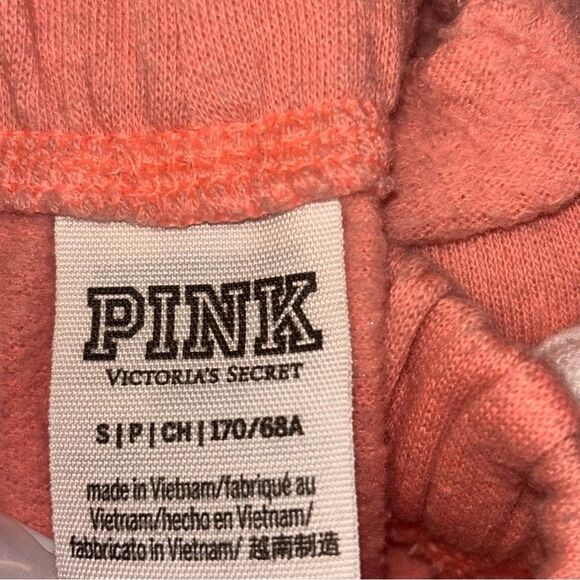 PINK
VICTORIA'S SECRET
S|P|CH|170/68A
made in Vietnam/fabriqué au
Vietnam/hecho en Vietnam/
fabbricato in Vietnam/ 越南制造